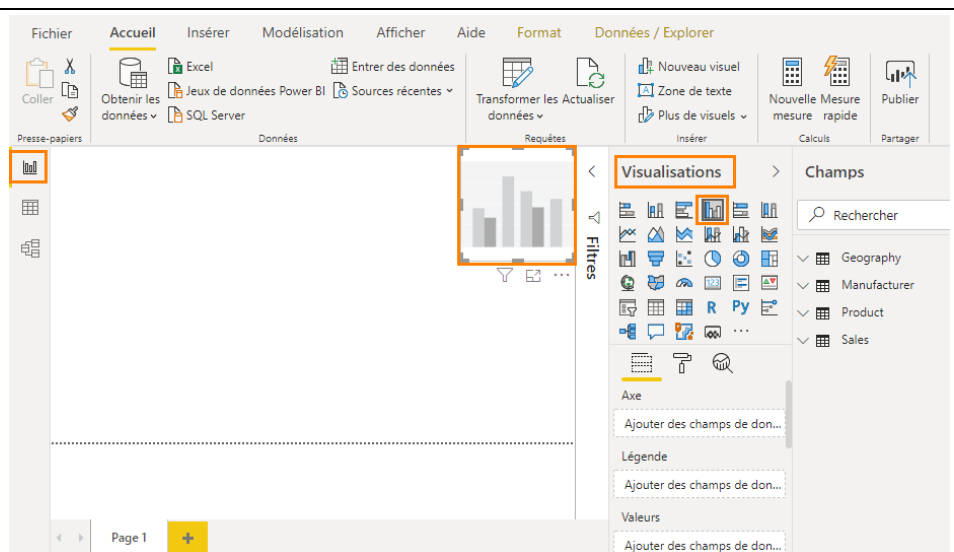 Fichier Accueil Insérer Modélisation Afficher Aide Format Données / Explorer
Coller
Presse-papiers
Obtenir les données
Excel
Jeux de données Power BI
SQL Server
Entrer des données
Sources récentes
Données
Transformer les données
Actualiser
Requêtes
Nouveau visuel
Zone de texte
Plus de visuels
Insérer
Nouvelle mesure
Mesure rapide
Calculs
Publier
Partager
Filtres
Visualisations
123
R
Py
Axe
Ajouter des champs de don...
Légende
Ajouter des champs de don...
Valeurs
Ajouter des champs de don...
Champs
Rechercher
Geography
Manufacturer
Product
Sales
Page 1